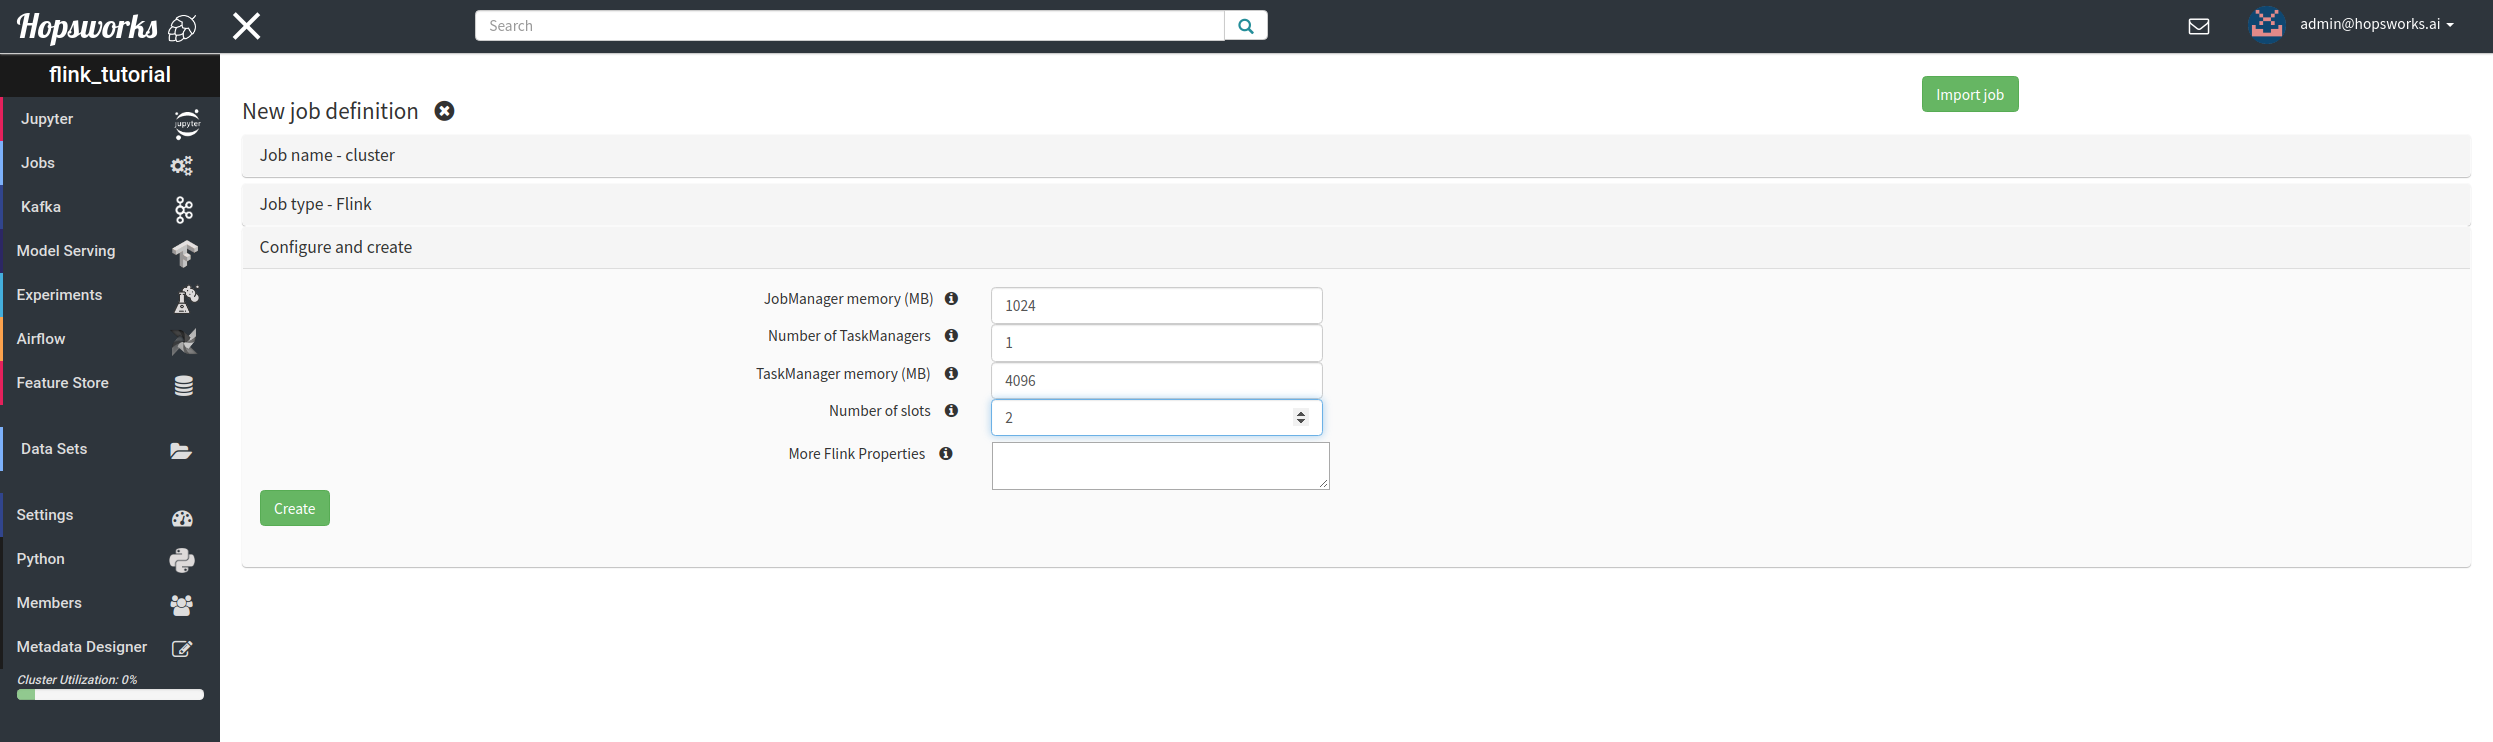 Hopsworks
Search
admin@hopsworks.ai
flink_tutorial
Jupyter
jupyter
Jobs
Kafka
Model Serving
Experiments
Airflow
Feature Store
Data Sets
Settings
Python
Members
Metadata Designer
Cluster Utilization: 0%
Import job
New job definition
Job name - cluster
Job type - Flink
Configure and create
JobManager memory (MB) 1024
Number of TaskManagers 1
TaskManager memory (MB) 4096
Number of slots 2
More Flink Properties
Create